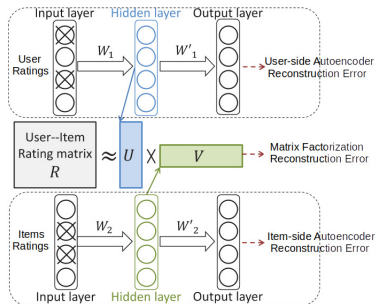 Input layer Hidden layer Output layer
User
Ratings
W₁
W'₁
User-side Autoencoder
Reconstruction Error
User--Item
Rating matrix
R
≈
U
X
V
Matrix Factorization
Reconstruction Error
Items
Ratings
W₂
W'₂
Item-side Autoencoder
Reconstruction Error
Input layer Hidden layer Output layer